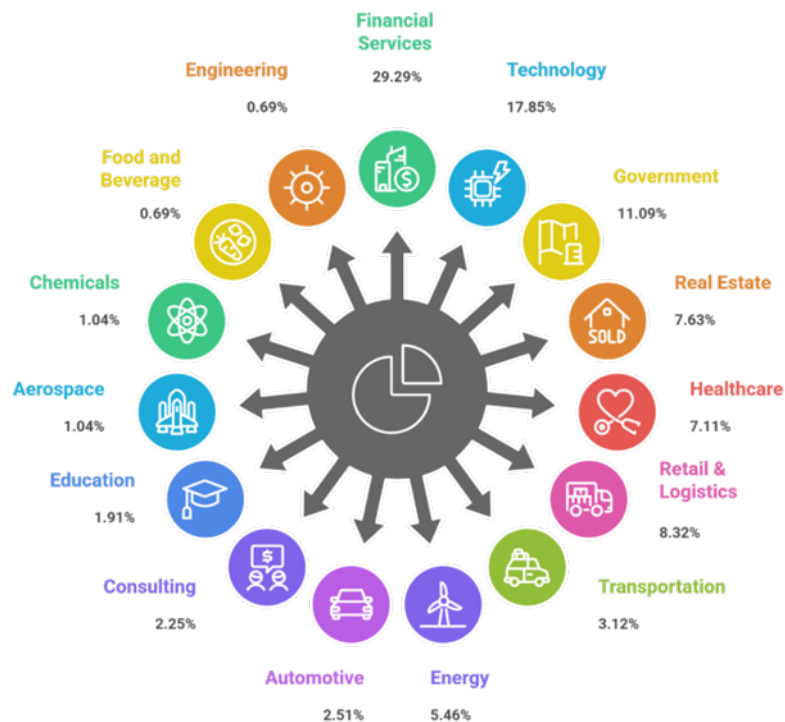 Financial
Services
29.29%
Technology
17.85%
Government
11.09%
Real Estate
7.63%
SOLD
Healthcare
7.11%
Retail &
Logistics
8.32%
Transportation
3.12%
Energy
5.46%
Automotive
2.51%
Consulting
2.25%
$
Education
1.91%
Aerospace
1.04%
Chemicals
1.04%
Food and
Beverage
0.69%
Engineering
0.69%
$